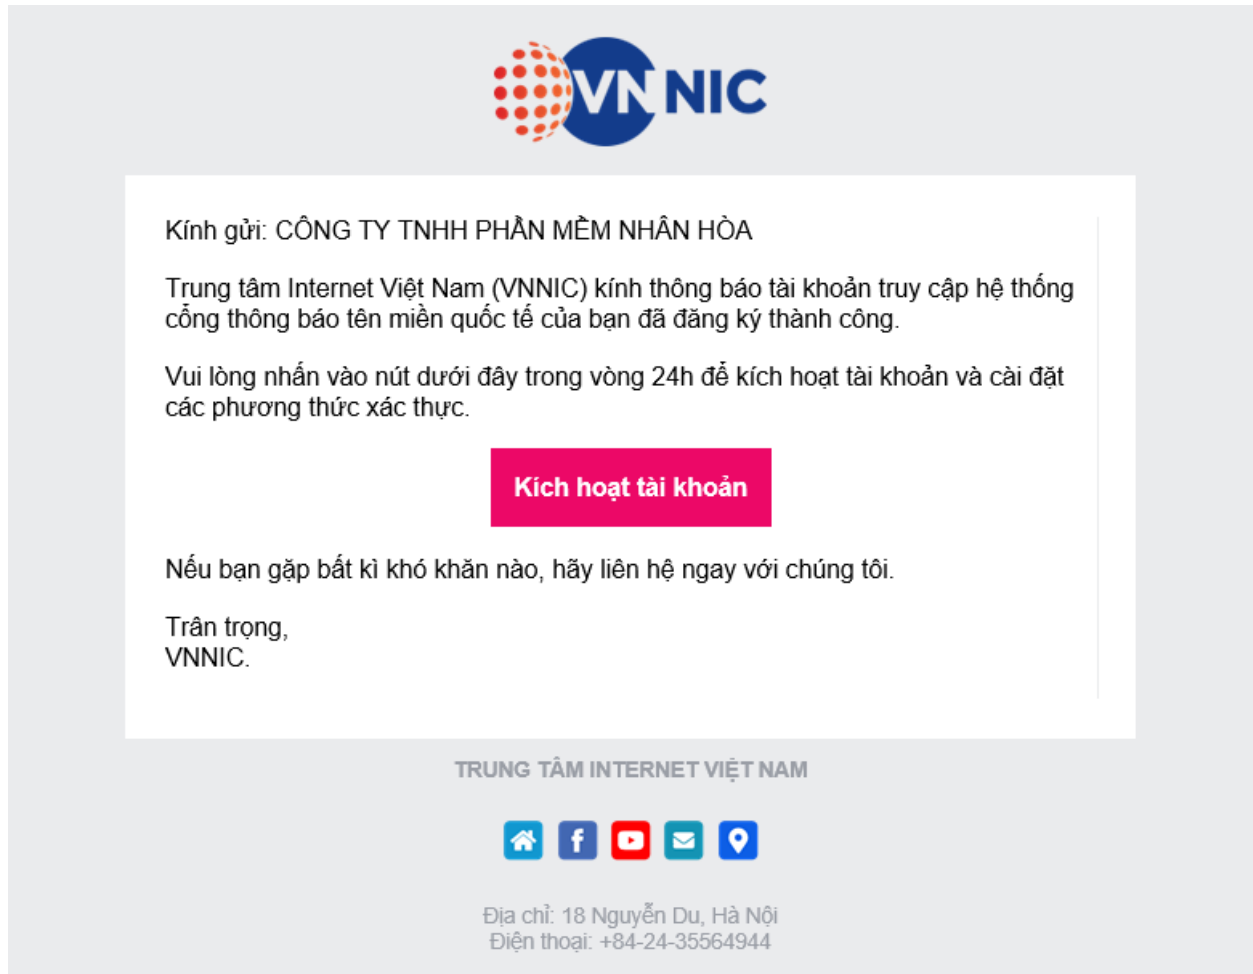 VN NIC
Kính gửi: CÔNG TY TNHH PHẦN MỀM NHÂN HÒA
Trung tâm Internet Việt Nam (VNNIC) kính thông báo tài khoản truy cập hệ thống
cổng thông báo tên miền quốc tế của bạn đã đăng ký thành công.
Vui lòng nhấn vào nút dưới đây trong vòng 24h để kích hoạt tài khoản và cài đặt
các phương thức xác thực.
Kích hoạt tài khoản
Nếu bạn gặp bất kì khó khăn nào, hãy liên hệ ngay với chúng tôi.
Trân trọng,
VNNIC.
TRUNG TÂM INTERNET VIỆT NAM
Địa chỉ: 18 Nguyễn Du, Hà Nội
Điện thoại: +84-24-35564944